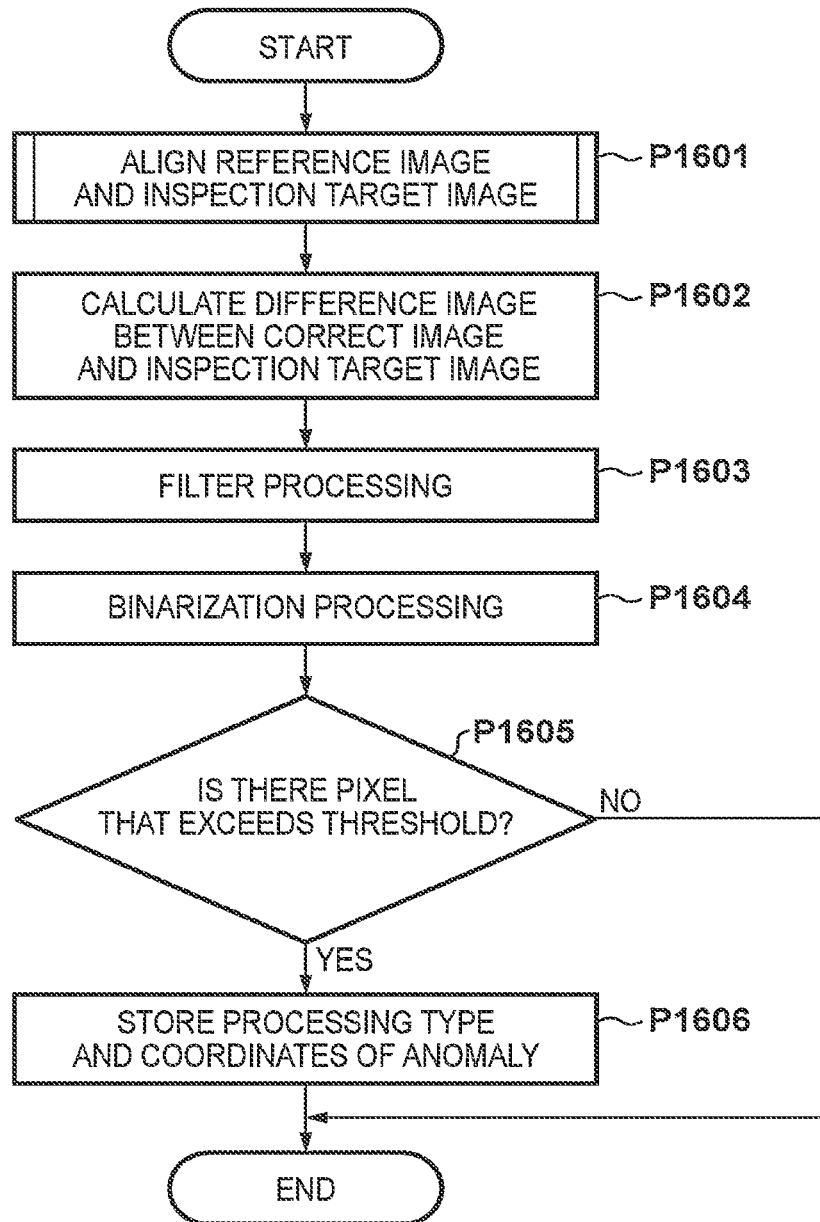 START
ALIGN REFERENCE IMAGE
AND INSPECTION TARGET IMAGE
P1601
CALCULATE DIFFERENCE IMAGE
BETWEEN CORRECT IMAGE
AND INSPECTION TARGET IMAGE
P1602
FILTER PROCESSING
P1603
BINARIZATION PROCESSING
P1604
P1605
IS THERE PIXEL
THAT EXCEEDS THRESHOLD?
NO
YES
STORE PROCESSING TYPE
AND COORDINATES OF ANOMALY
P1606
END